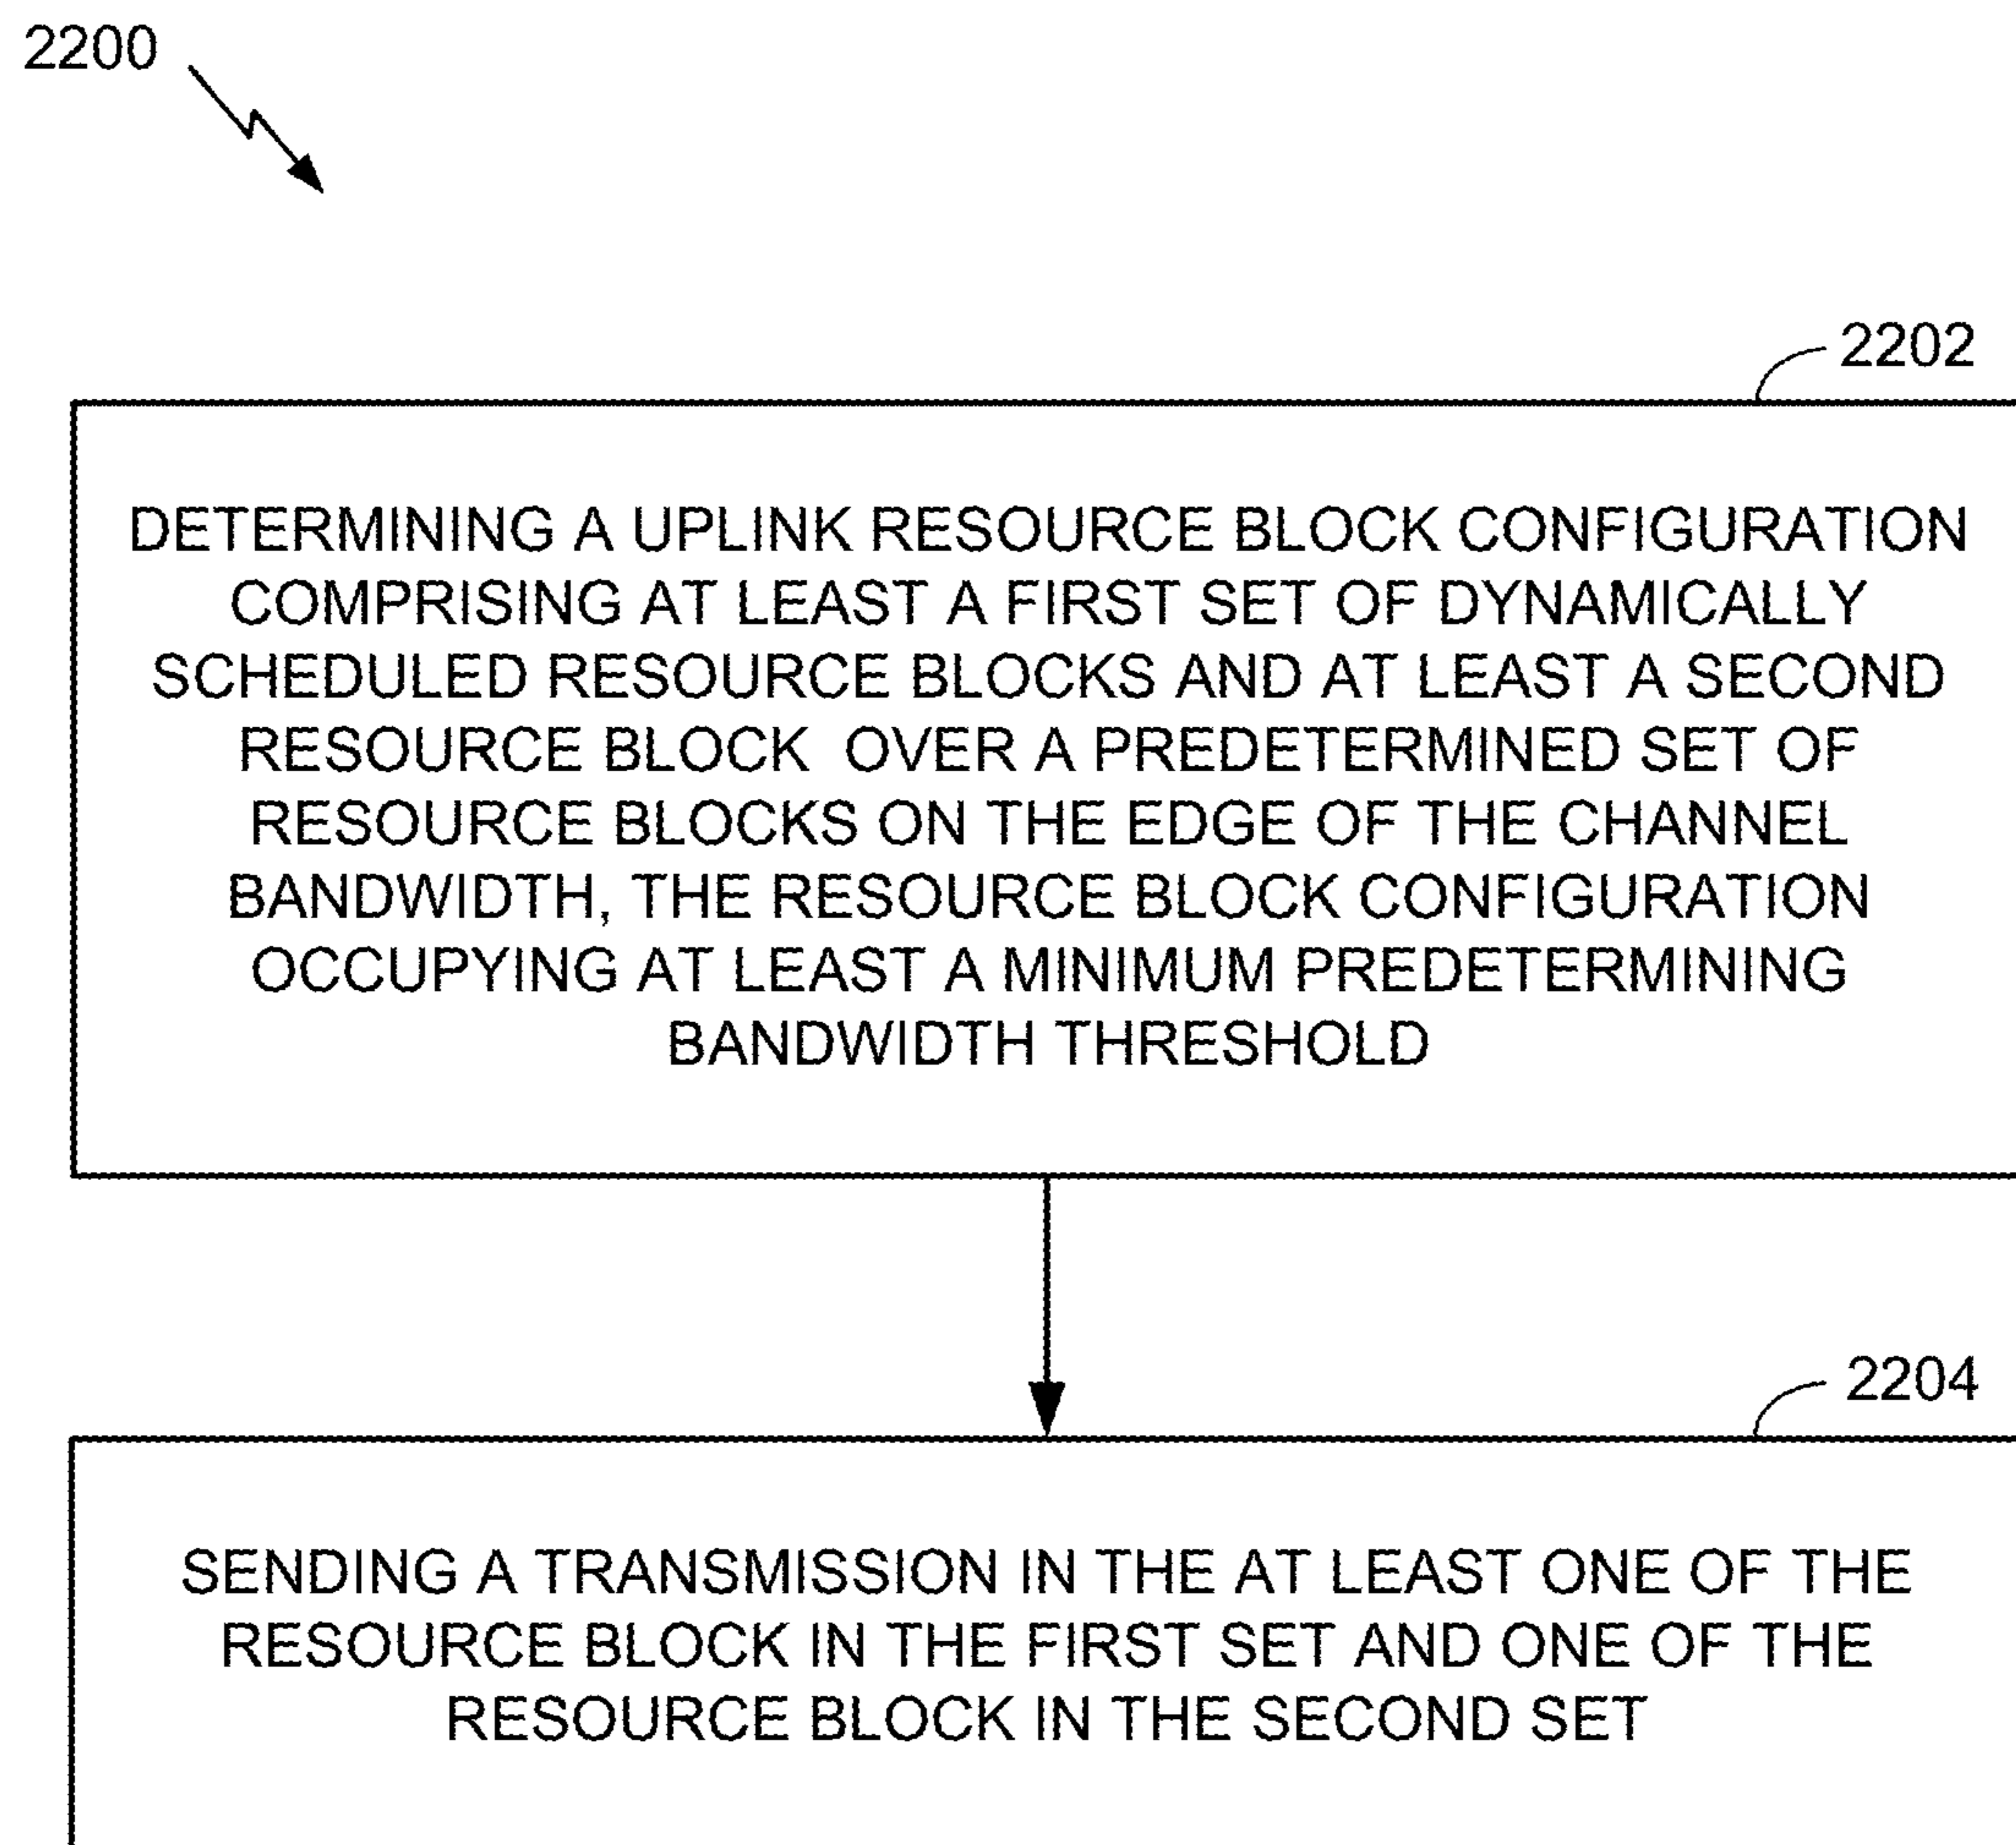 2200
2202
DETERMINING A UPLINK RESOURCE BLOCK CONFIGURATION
COMPRISING AT LEAST A FIRST SET OF DYNAMICALLY
SCHEDULED RESOURCE BLOCKS AND AT LEAST A SECOND
RESOURCE BLOCK OVER A PREDETERMINED SET OF
RESOURCE BLOCKS ON THE EDGE OF THE CHANNEL
BANDWIDTH, THE RESOURCE BLOCK CONFIGURATION
OCCUPYING AT LEAST A MINIMUM PREDETERMINING
BANDWIDTH THRESHOLD
2204
SENDING A TRANSMISSION IN THE AT LEAST ONE OF THE
RESOURCE BLOCK IN THE FIRST SET AND ONE OF THE
RESOURCE BLOCK IN THE SECOND SET